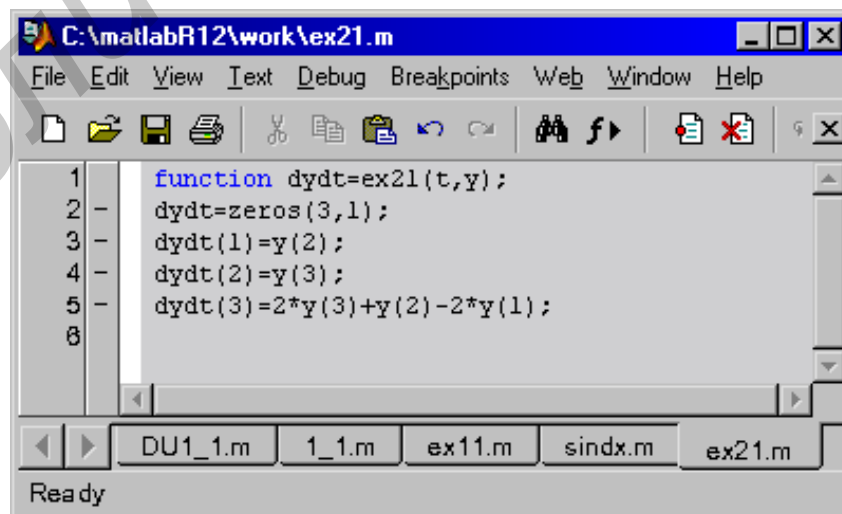 C:\matlabR12\work\ex21.m
File Edit View Text Debug Breakpoints Web Window Help
1 function dydt=ex21(t,y);
2 - dydt=zeros(3,1);
3 - dydt(1)=y(2);
4 - dydt(2)=y(3);
5 - dydt(3)=2*y(3)+y(2)-2*y(1);
6
DU1_1.m 1_1.m ex11.m sindx.m ex21.m
Ready